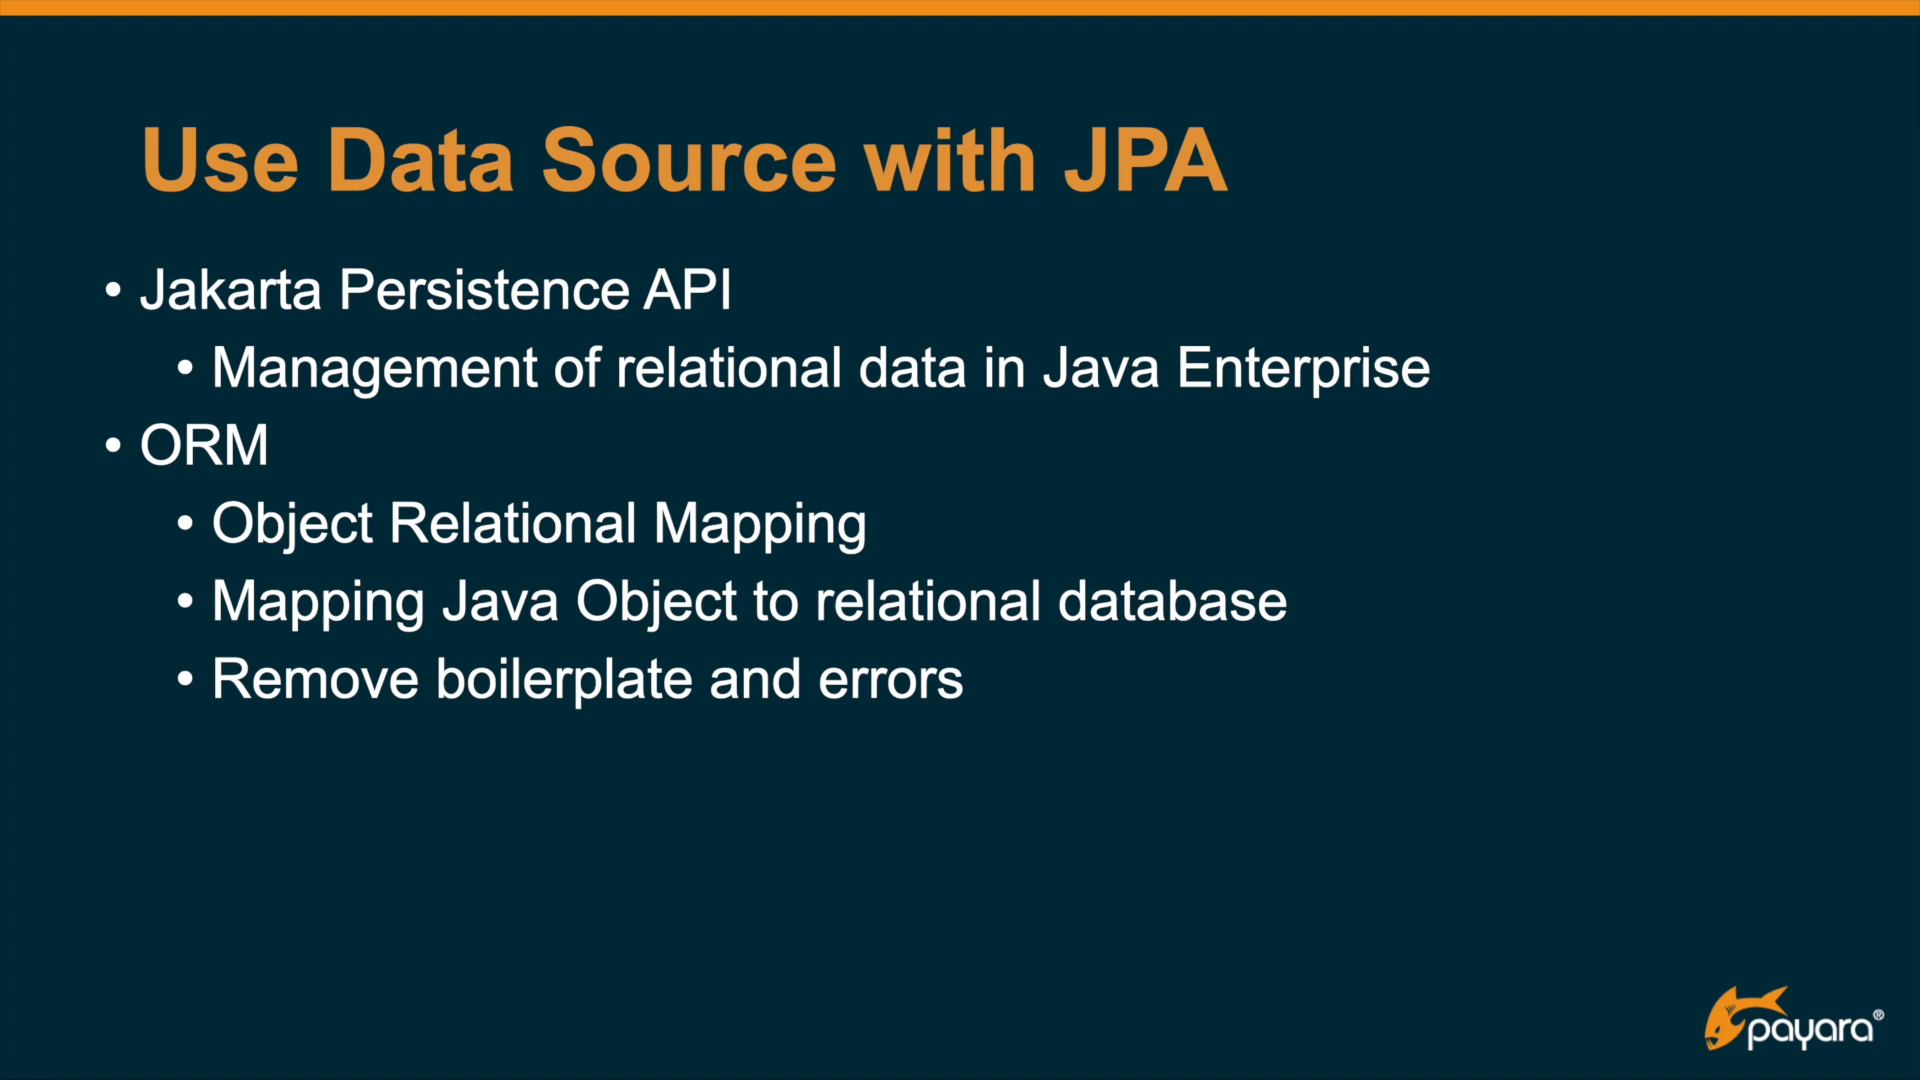 Use Data Source with JPA
• Jakarta Persistence API
• Management of relational data in Java Enterprise
• ORM
• Object Relational Mapping
• Mapping Java Object to relational database
• Remove boilerplate and errors
payara®